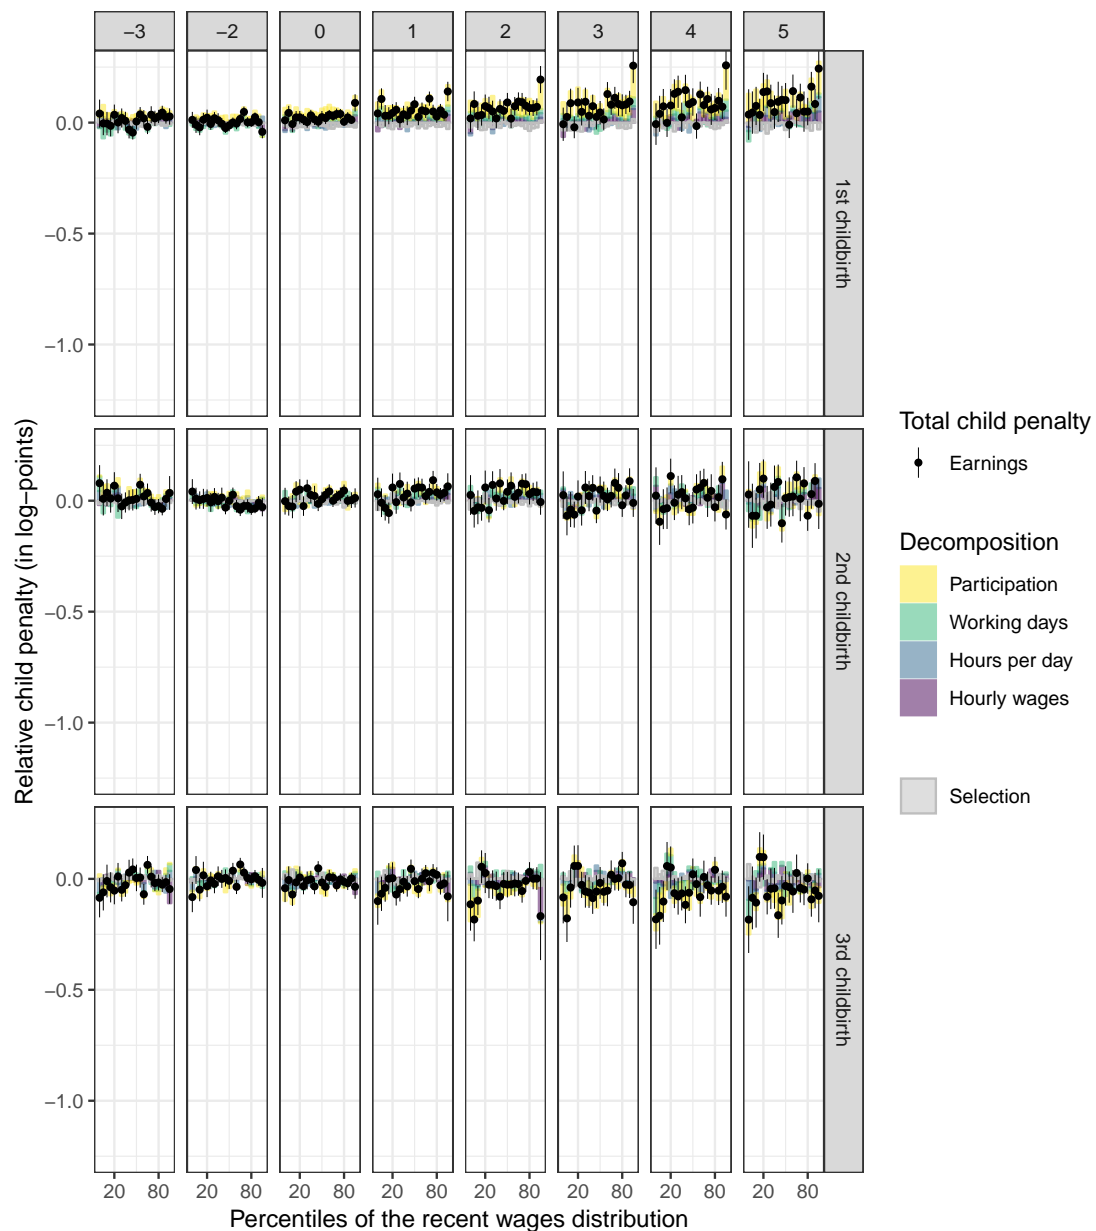 −3 −2 0 1 2 3 4 5
0.0
−0.5
−1.0
1st childbirth
0.0
−0.5
−1.0
2nd childbirth
0.0
−0.5
−1.0
3rd childbirth
20 80 20 80 20 80 20 80 20 80 20 80 20 80 20 80
Percentiles of the recent wages distribution
Relative child penalty (in log−points)
Total child penalty
Earnings
Decomposition
Participation
Working days
Hours per day
Hourly wages
Selection